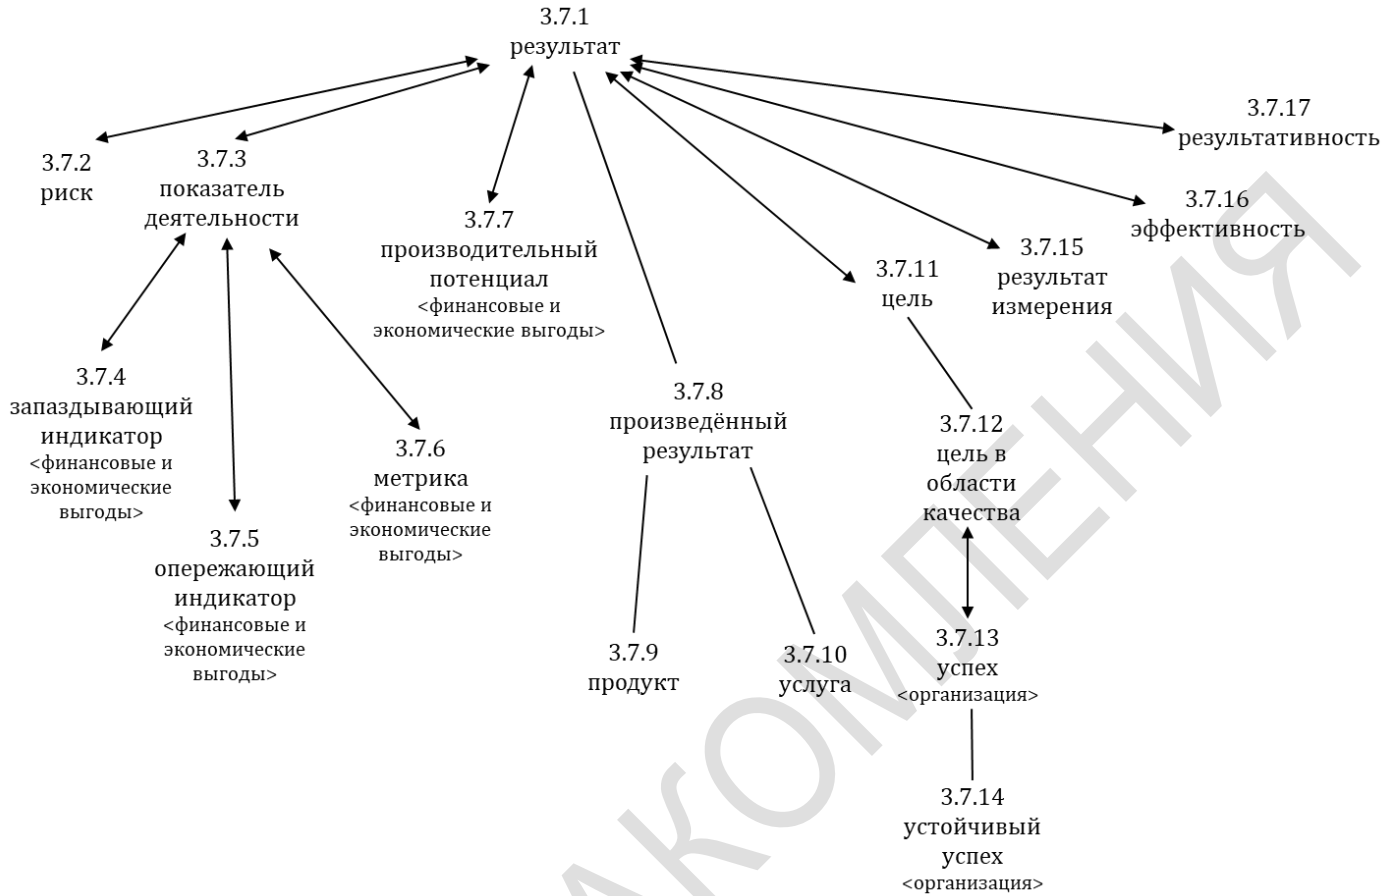 3.7.1
результат
3.7.2
риск
3.7.3
показатель
деятельности
3.7.7
производительный
потенциал
<финансовые и
экономические выгоды>
3.7.11
цель
3.7.15
результат
измерения
3.7.16
эффективность
3.7.17
результативность
3.7.4
запаздывающий
индикатор
<финансовые и
экономические
выгоды>
3.7.5
опережающий
индикатор
<финансовые и
экономические
выгоды>
3.7.6
метрика
<финансовые и
экономические
выгоды>
3.7.8
произведённый
результат
3.7.12
цель в
области
качества
3.7.9
продукт
3.7.10
услуга
3.7.13
успех
<организация>
3.7.14
устойчивый
успех
<организация>
АКОМЛЕНИЯ